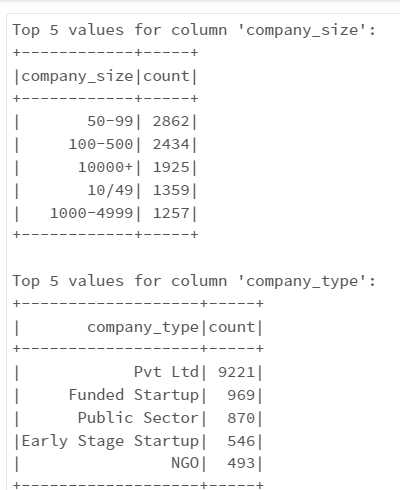 Top 5 values for column 'company_size':
+------------+-----+
|company_size|count|
+------------+-----+
|       50-99| 2862|
|     100-500| 2434|
|      10000+| 1925|
|       10/49| 1359|
|   1000-4999| 1257|
+------------+-----+

Top 5 values for column 'company_type':
+-------------------+-----+
|       company_type|count|
+-------------------+-----+
|            Pvt Ltd| 9221|
|     Funded Startup|  969|
|      Public Sector|  870|
|Early Stage Startup|  546|
|                NGO|  493|
+-------------------+-----+